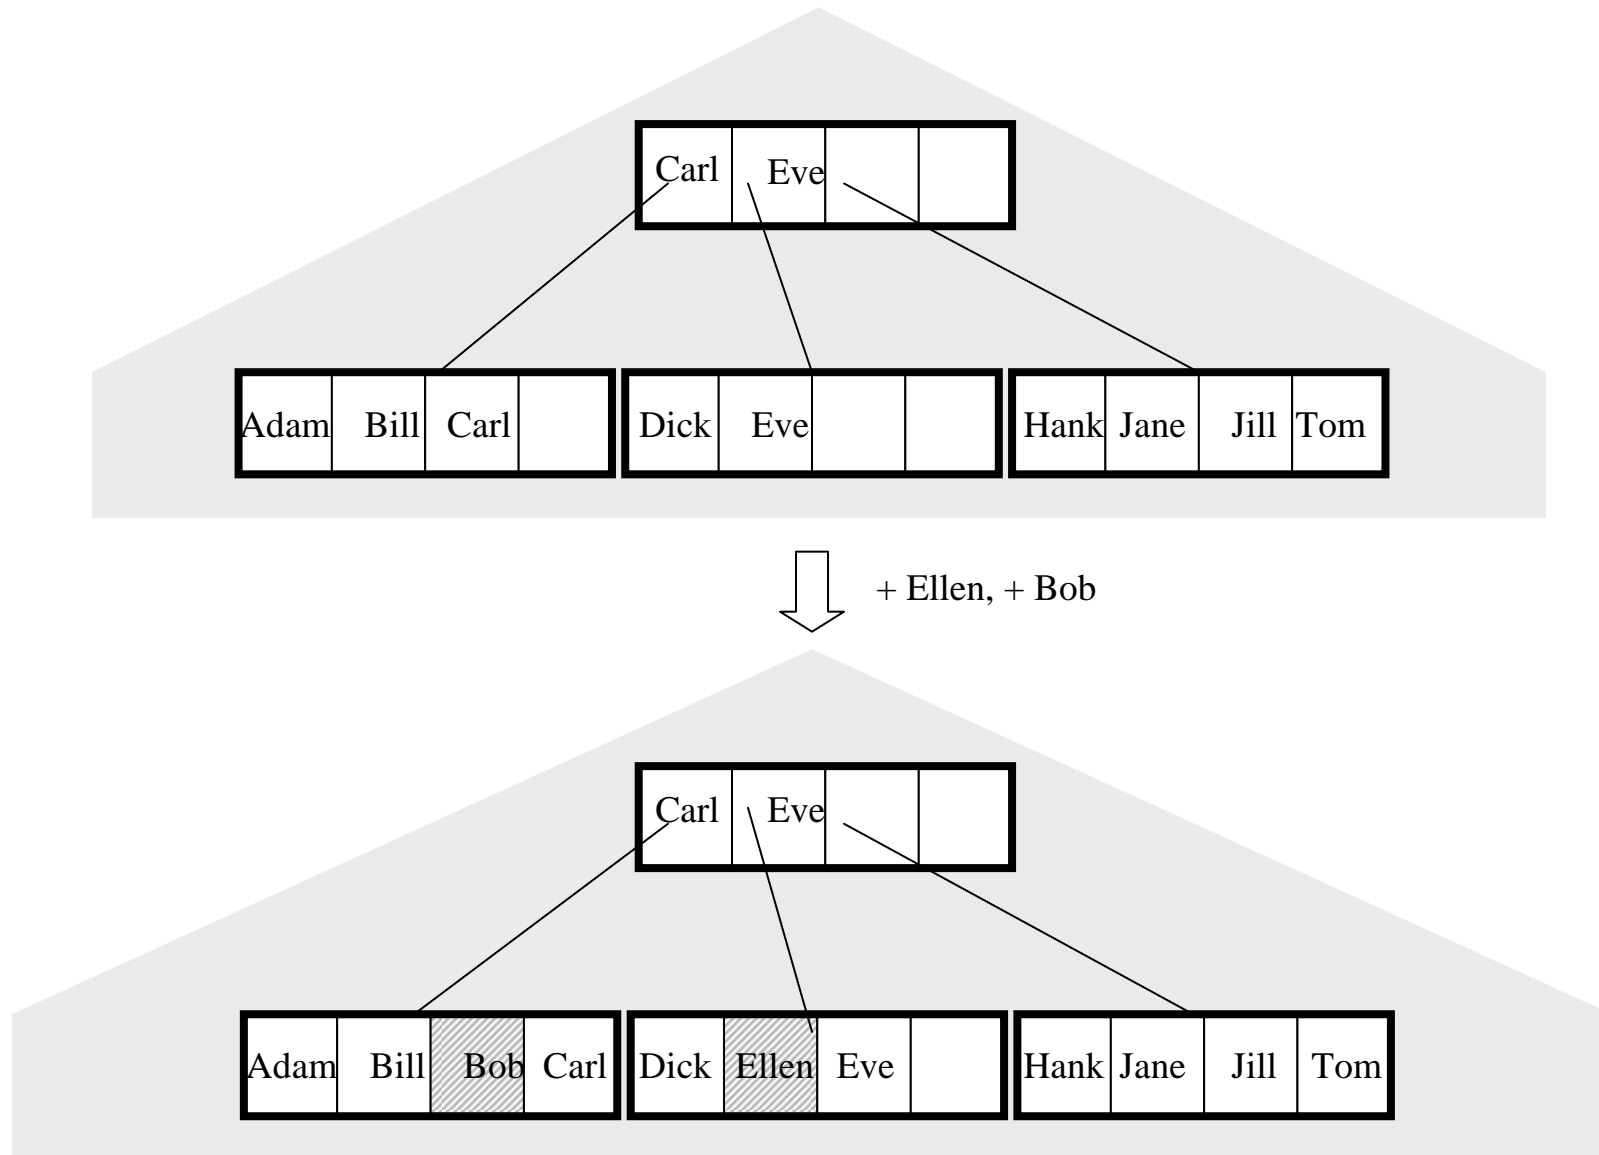 Carl Eve
Adam Bill Carl Dick Eve Hank Jane Jill Tom
+ Ellen, + Bob
Carl Eve
Adam Bill Bob Carl Dick Ellen Eve Hank Jane Jill Tom